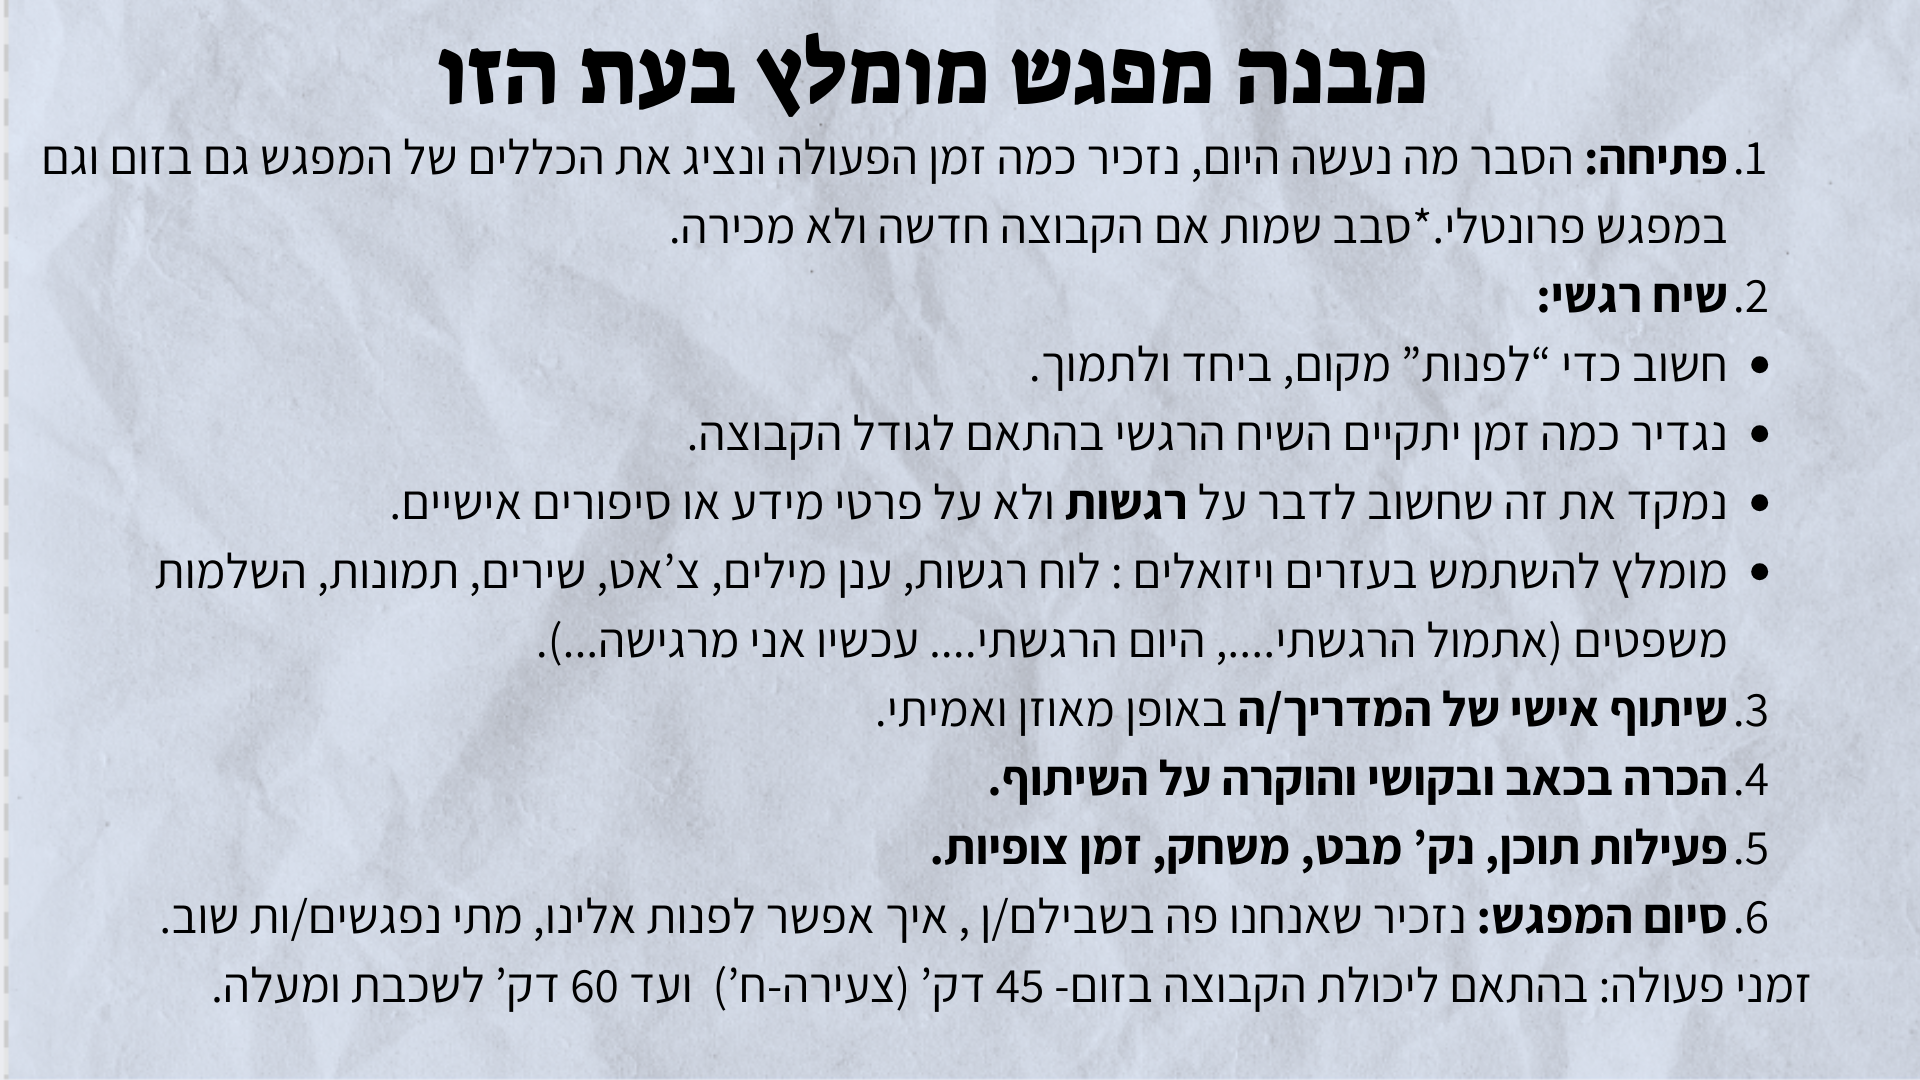 מבנה מפגש מומלץ בעת הזו
1. פתיחה: הסבר מה נעשה היום, נזכיר כמה זמן הפעולה ונציג את הכללים של המפגש גם בזום וגם
במפגש פרונטלי.*סבב שמות אם הקבוצה חדשה ולא מכירה.
2. שיח רגשי:
• חשוב כדי “לפנות” מקום, ביחד ולתמוך.
• נגדיר כמה זמן יתקיים השיח הרגשי בהתאם לגודל הקבוצה.
• נמקד את זה שחשוב לדבר על רגשות ולא על פרטי מידע או סיפורים אישיים.
• מומלץ להשתמש בעזרים ויזואלים : לוח רגשות, ענן מילים, צ’אט, שירים, תמונות, השלמות
משפטים (אתמול הרגשתי...., היום הרגשתי.... עכשיו אני מרגישה...).
3. שיתוף אישי של המדריך/ה באופן מאוזן ואמיתי.
4. הכרה בכאב ובקושי והוקרה על השיתוף.
5. פעילות תוכן, נק’ מבט, משחק, זמן צופיות.
6. סיום המפגש: נזכיר שאנחנו פה בשבילם/ן , איך אפשר לפנות אלינו, מתי נפגשים/ות שוב.
זמני פעולה: בהתאם ליכולת הקבוצה בזום- 45 דק’ (צעירה-ח’)  ועד 60 דק’ לשכבת ומעלה.